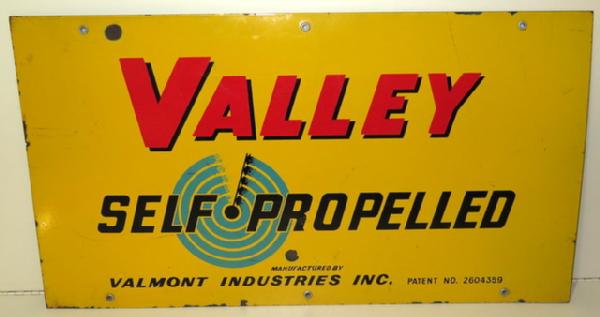 VALLEY
SELF PROPELLED
MANUFACTURED BY
VALMONT INDUSTRIES INC. PATENT NO. 2604359